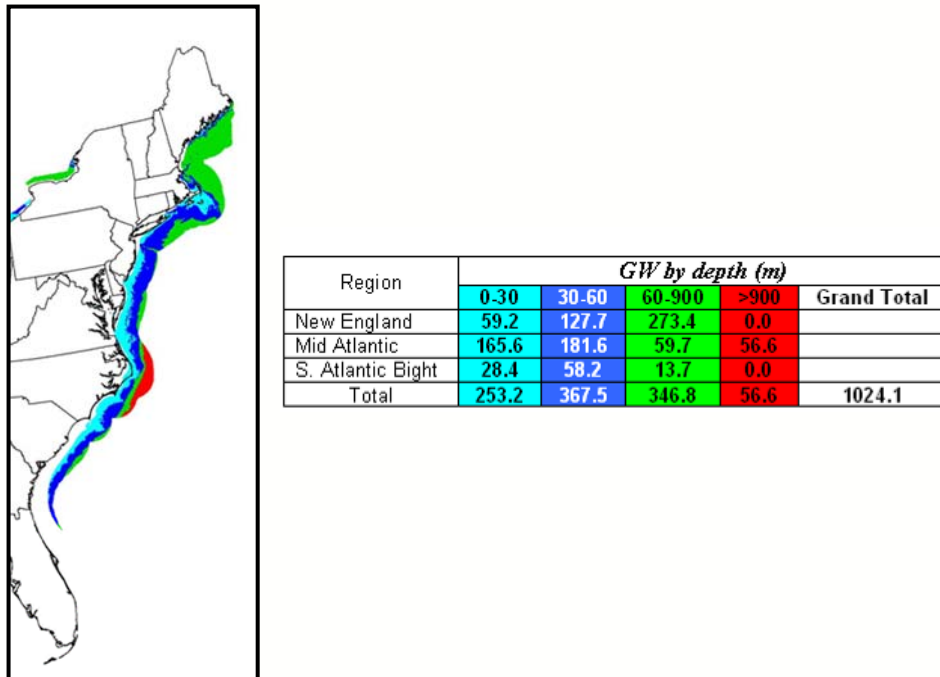 Region GW by depth (m)
0-30 30-60 60-900 >900 Grand Total
New England 59.2 127.7 273.4 0.0
Mid Atlantic 165.6 181.6 59.7 56.6
S. Atlantic Bight 28.4 58.2 13.7 0.0
Total 253.2 367.5 346.8 56.6 1024.1